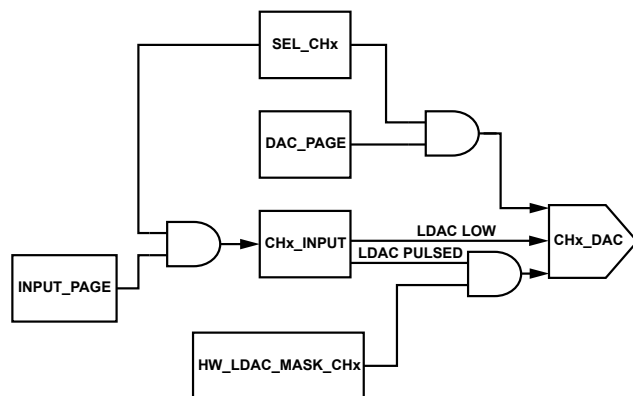 SEL_CHx
DAC_PAGE
LDAC LOW
CHx_INPUT
CHx_DAC
LDAC PULSED
INPUT_PAGE
HW_LDAC_MASK_CHx